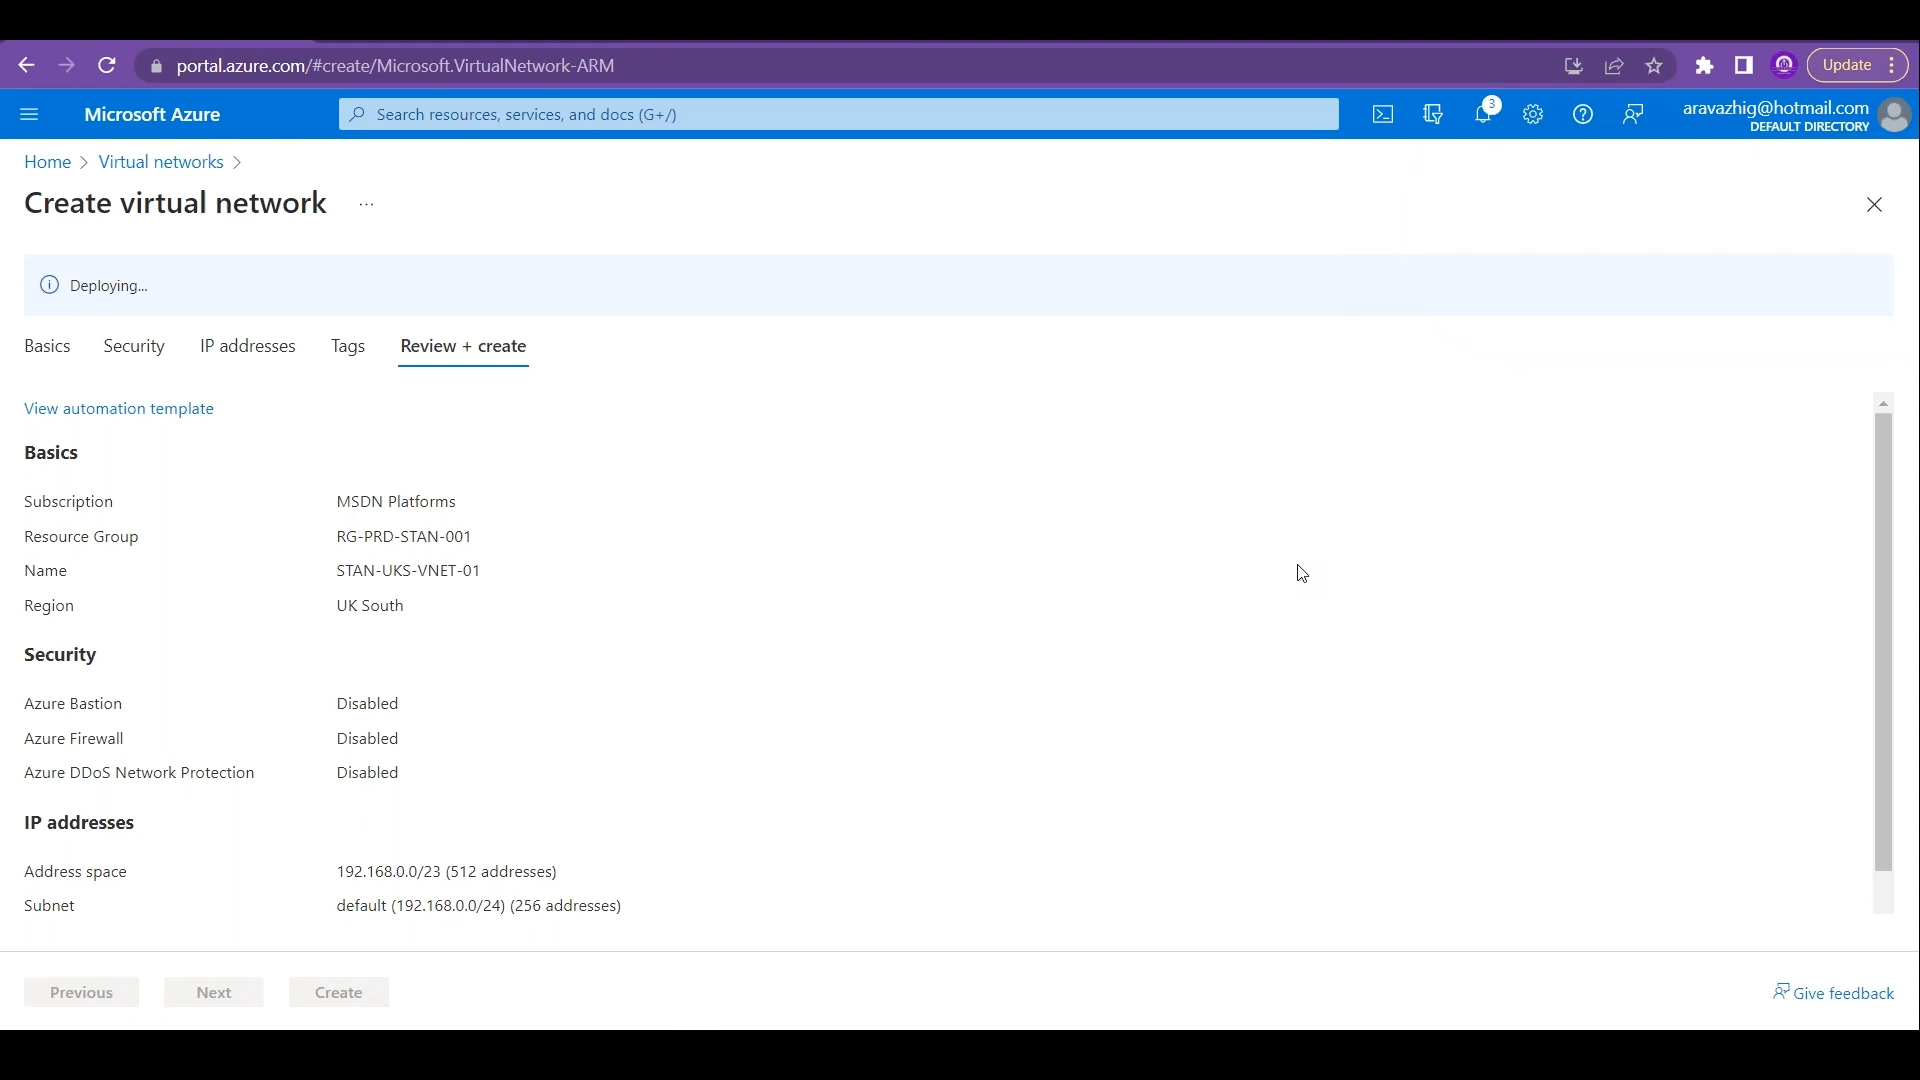 portal.azure.com/#create/Microsoft.VirtualNetwork-ARM
Update
Microsoft Azure
Search resources, services, and docs (G+/)
3
aravazhig@hotmail.com
DEFAULT DIRECTORY
Home > Virtual networks >
Create virtual network ...
Deploying...
Basics Security IP addresses Tags Review + create
View automation template
Basics
Subscription MSDN Platforms
Resource Group RG-PRD-STAN-001
Name STAN-UKS-VNET-01
Region UK South
Security
Azure Bastion Disabled
Azure Firewall Disabled
Azure DDoS Network Protection Disabled
IP addresses
Address space 192.168.0.0/23 (512 addresses)
Subnet default (192.168.0.0/24) (256 addresses)
Previous Next Create
Give feedback